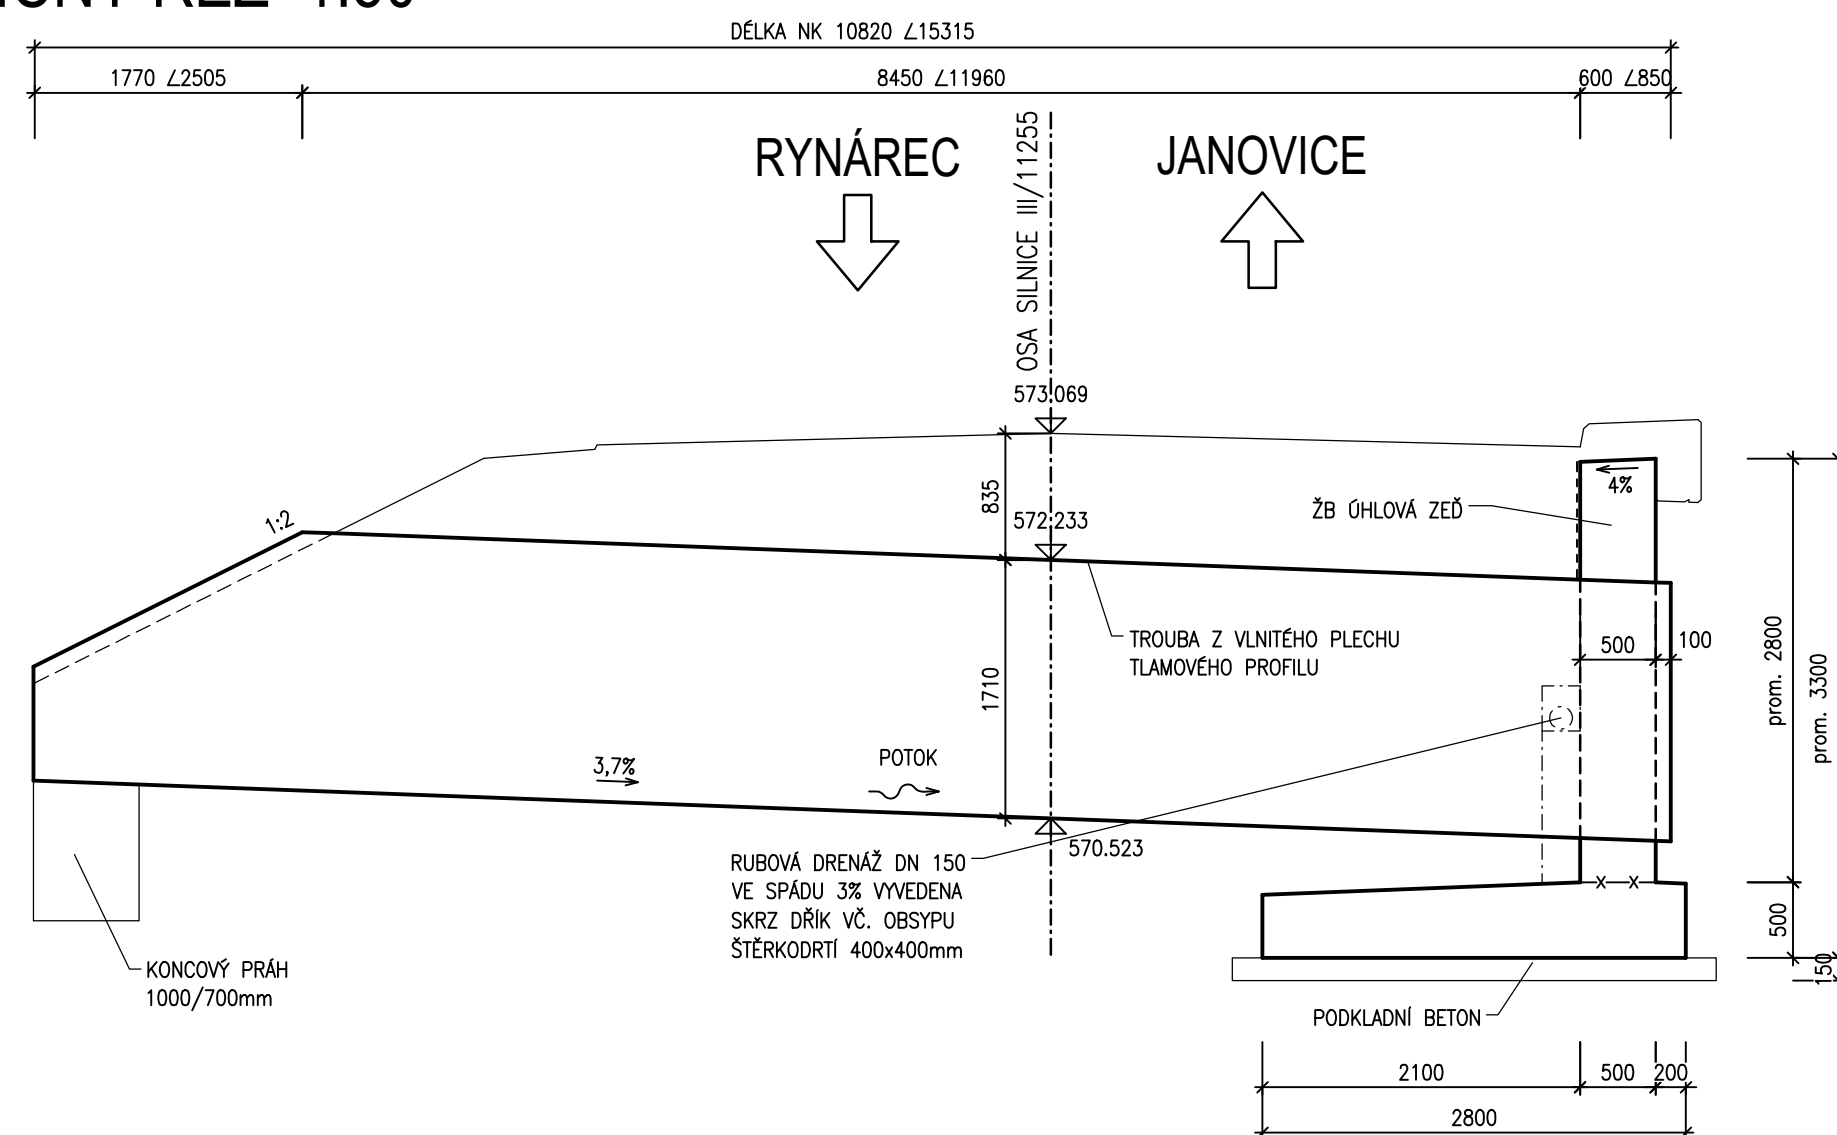 1:50
DÉLKA NK 10820 ∠15315
1770 ∠2505
8450 ∠11960
600 ∠850
RYNÁREC
JANOVICE
OSA SILNICE III/11255
573.069
835
572.233
1:2
4%
ŽB ÚHLOVÁ ZEĎ
TROUBA Z VLNITÉHO PLECHU
TLAMOVÉHO PROFILU
500
100
1710
prom. 2800
prom. 3300
3,7%
POTOK
570.523
RUBOVÁ DRENÁŽ DN 150
VE SPÁDU 3% VYVEDENA
SKRZ DŘÍK VČ. OBSYPU
ŠTĚRKODRTÍ 400x400mm
KONCOVÝ PRÁH
1000/700mm
500
150
PODKLADNÍ BETON
2100
500
200
2800